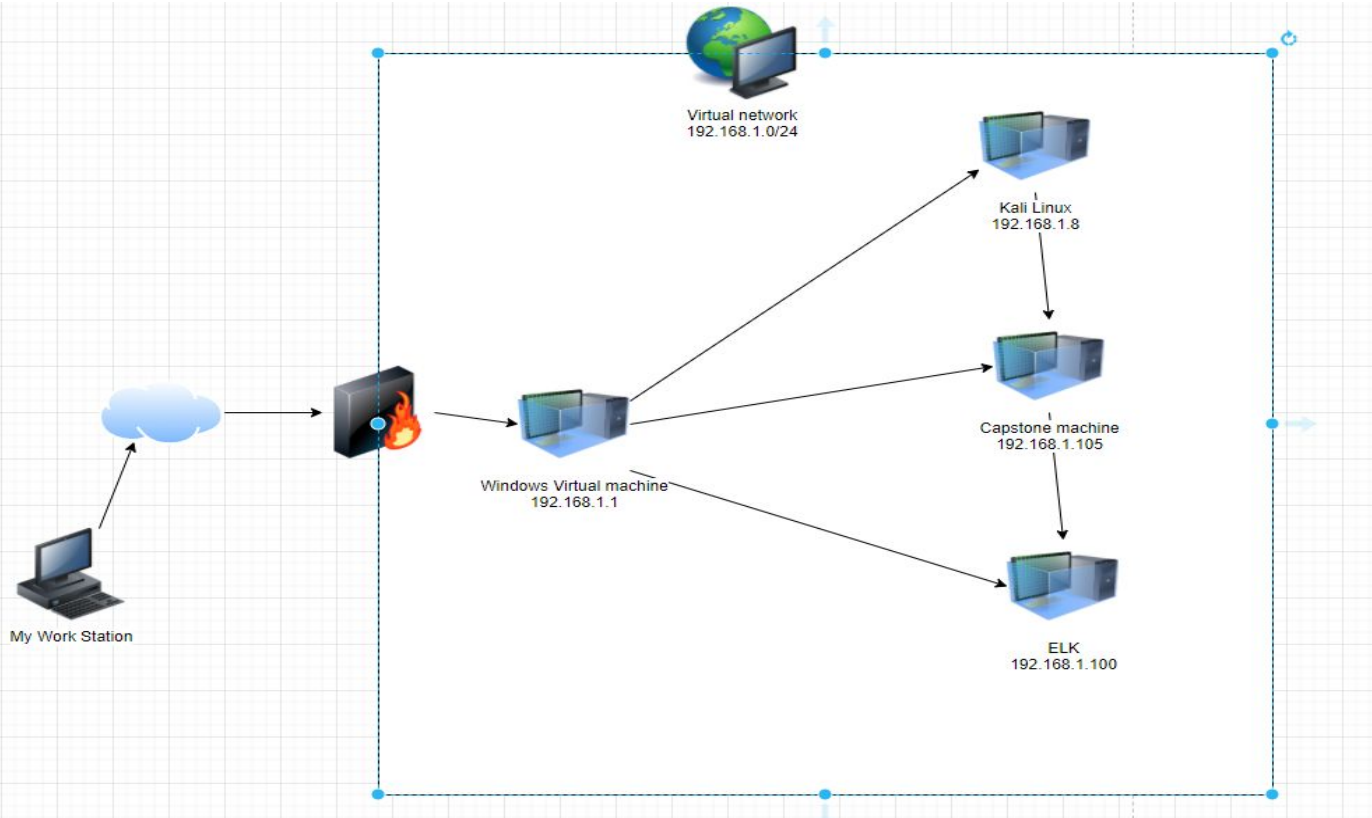 Virtual network
192.168.1.0/24
Kali Linux
192.168.1.8
Capstone machine
192.168.1.105
Windows Virtual machine
192.168.1.1
My Work Station
ELK
192.168.1.100